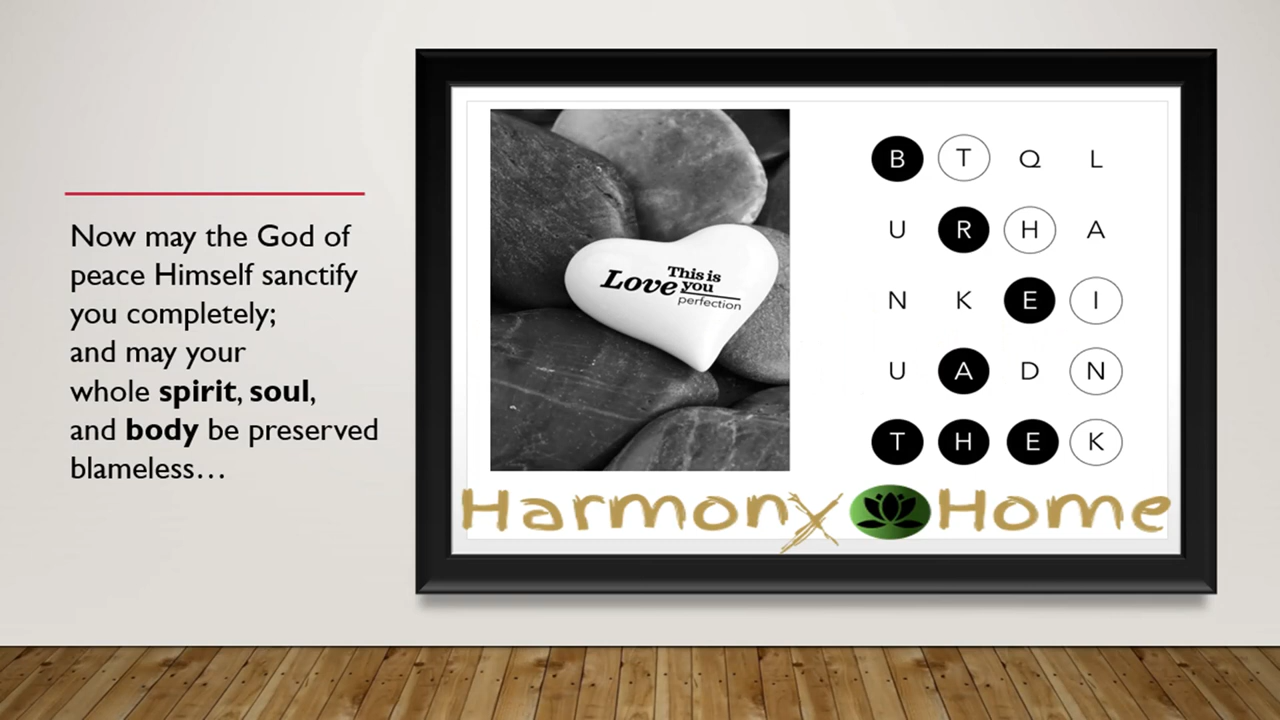 Now may the God of
peace Himself sanctify
you completely;
and may your
whole spirit, soul,
and body be preserved
blameless…
This is
Love you
perfection
B T Q L
U R H A
N K E I
U A D N
T H E K
Harmony Home